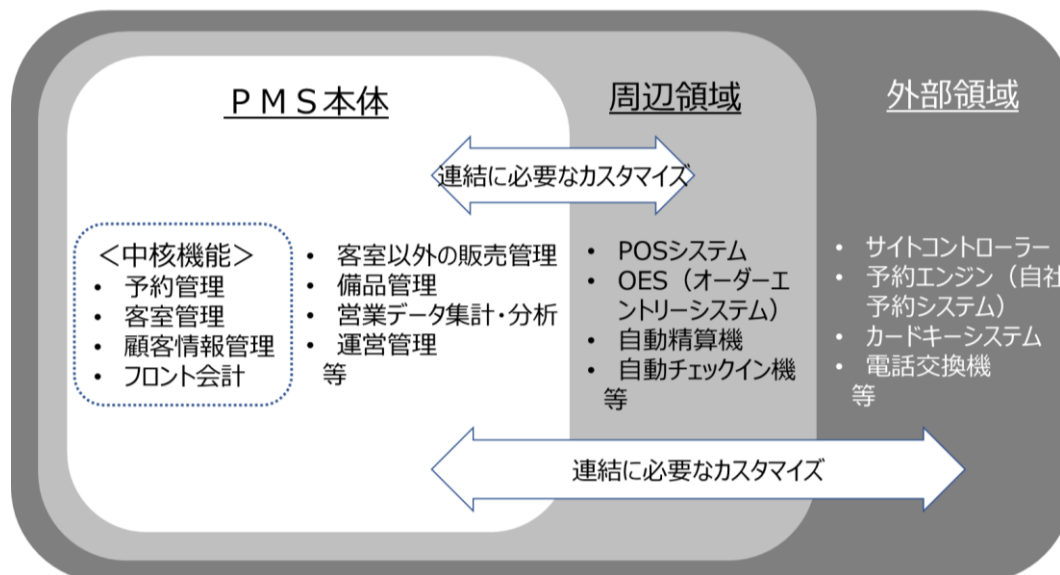 ＰＭＳ本体
周辺領域
外部領域
連結に必要なカスタマイズ
＜中核機能＞
• 予約管理
• 客室管理
• 顧客情報管理
• フロント会計
• 客室以外の販売管理
• 備品管理
• 営業データ集計・分析
• 運営管理
等
• POSシステム
• OES（オーダーエ
ントリーシステム）
• 自動精算機
• 自動チェックイン機
等
• サイトコントローラー
• 予約エンジン（自社
予約システム）
• カードキーシステム
• 電話交換機
等
連結に必要なカスタマイズ